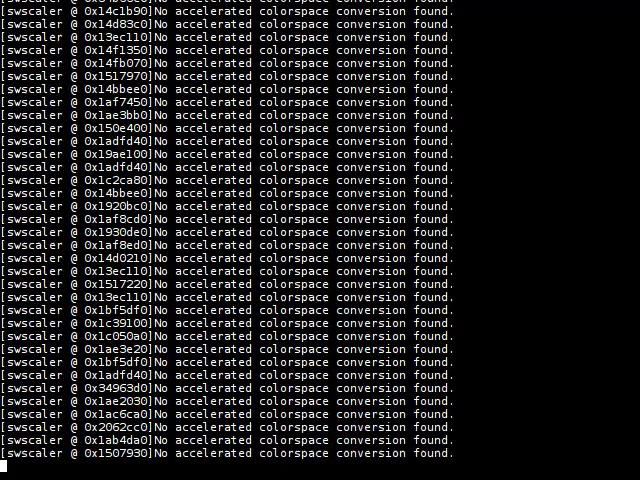 [swscaler @ 0x14c1b90]No accelerated colorspace conversion found.
[swscaler @ 0x14d83c0]No accelerated colorspace conversion found.
[swscaler @ 0x13ec110]No accelerated colorspace conversion found.
[swscaler @ 0x14f1350]No accelerated colorspace conversion found.
[swscaler @ 0x14fb070]No accelerated colorspace conversion found.
[swscaler @ 0x1517970]No accelerated colorspace conversion found.
[swscaler @ 0x14bbee0]No accelerated colorspace conversion found.
[swscaler @ 0x1af7450]No accelerated colorspace conversion found.
[swscaler @ 0x1ae3bb0]No accelerated colorspace conversion found.
[swscaler @ 0x150e400]No accelerated colorspace conversion found.
[swscaler @ 0x1adfd40]No accelerated colorspace conversion found.
[swscaler @ 0x19ae100]No accelerated colorspace conversion found.
[swscaler @ 0x1adfd40]No accelerated colorspace conversion found.
[swscaler @ 0x1c2ca80]No accelerated colorspace conversion found.
[swscaler @ 0x14bbee0]No accelerated colorspace conversion found.
[swscaler @ 0x1920bc0]No accelerated colorspace conversion found.
[swscaler @ 0x1af8cd0]No accelerated colorspace conversion found.
[swscaler @ 0x1930de0]No accelerated colorspace conversion found.
[swscaler @ 0x1af8ed0]No accelerated colorspace conversion found.
[swscaler @ 0x14d0210]No accelerated colorspace conversion found.
[swscaler @ 0x13ec110]No accelerated colorspace conversion found.
[swscaler @ 0x1517220]No accelerated colorspace conversion found.
[swscaler @ 0x13ec110]No accelerated colorspace conversion found.
[swscaler @ 0x1bf5df0]No accelerated colorspace conversion found.
[swscaler @ 0x1c39100]No accelerated colorspace conversion found.
[swscaler @ 0x1c050a0]No accelerated colorspace conversion found.
[swscaler @ 0x1ae3e20]No accelerated colorspace conversion found.
[swscaler @ 0x1bf5df0]No accelerated colorspace conversion found.
[swscaler @ 0x1adfd40]No accelerated colorspace conversion found.
[swscaler @ 0x34963d0]No accelerated colorspace conversion found.
[swscaler @ 0x1ae2030]No accelerated colorspace conversion found.
[swscaler @ 0x1ac6ca0]No accelerated colorspace conversion found.
[swscaler @ 0x2062cc0]No accelerated colorspace conversion found.
[swscaler @ 0x1ab4da0]No accelerated colorspace conversion found.
[swscaler @ 0x1507930]No accelerated colorspace conversion found.